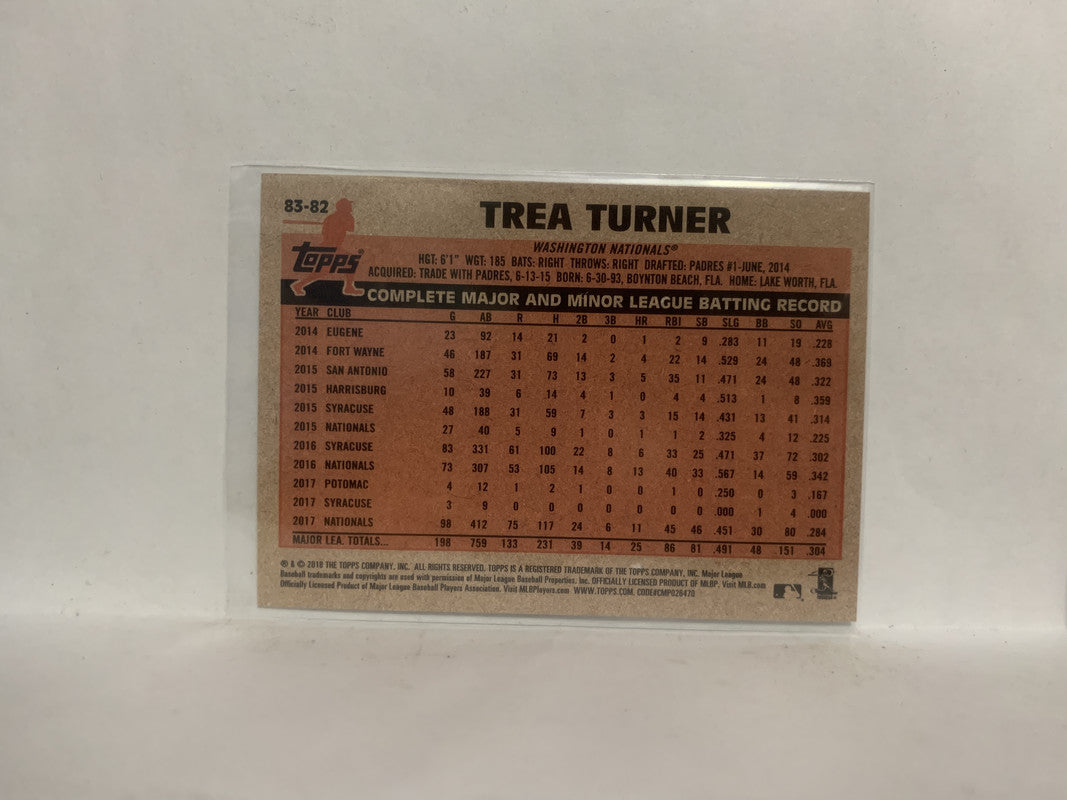 83-82
TREA TURNER
Topps
WASHINGTON NATIONALS®
HGT: 6'1" WGT: 185 BATS: RIGHT THROWS: RIGHT DRAFTED: PADRES #1-JUNE, 2014
ACQUIRED: TRADE WITH PADRES, 6-13-15 BORN: 6-30-93, BOYNTON BEACH, FLA. HOME: LAKE WORTH, FLA.
COMPLETE MAJOR AND MINOR LEAGUE BATTING RECORD
YEAR CLUB G AB R H 2B 3B HR RBI SB SLG BB SO AVG
2014 EUGENE 23 92 14 21 2 0 1 2 9 .283 11 19 .228
2014 FORT WAYNE 46 187 31 69 14 2 4 22 14 .529 24 48 .369
2015 SAN ANTONIO 58 227 31 73 13 3 5 35 11 .471 24 48 .322
2015 HARRISBURG 10 39 6 14 4 1 0 4 4 .513 1 8 .359
2015 SYRACUSE 48 188 31 59 7 3 3 15 14 .431 13 41 .314
2015 NATIONALS 27 40 5 9 1 0 1 1 2 .325 4 12 .225
2016 SYRACUSE 83 331 61 100 22 8 6 33 25 .471 37 72 .302
2016 NATIONALS 73 307 53 105 14 8 13 40 33 .567 14 59 .342
2017 POTOMAC 4 12 1 2 1 0 0 1 0 .250 0 3 .167
2017 SYRACUSE 3 9 0 0 0 0 0 0 0 .000 1 4 .000
2017 NATIONALS 98 412 75 117 24 6 11 45 46 .451 30 80 .284
MAJOR LEA. TOTALS... 198 759 133 231 39 14 25 86 81 .491 48 151 .304
® & © 2018 THE TOPPS COMPANY, INC. ALL RIGHTS RESERVED. TOPPS IS A REGISTERED TRADEMARK OF THE TOPPS COMPANY, INC. Major League
Baseball trademarks and copyrights are used with permission of Major League Baseball Properties, Inc. OFFICIALLY LICENSED PRODUCT OF MLBP. Visit MLB.com
Officially Licensed Product of Major League Baseball Players Association. Visit MLBPlayers.com WWW.TOPPS.COM. CODE#CMP026470